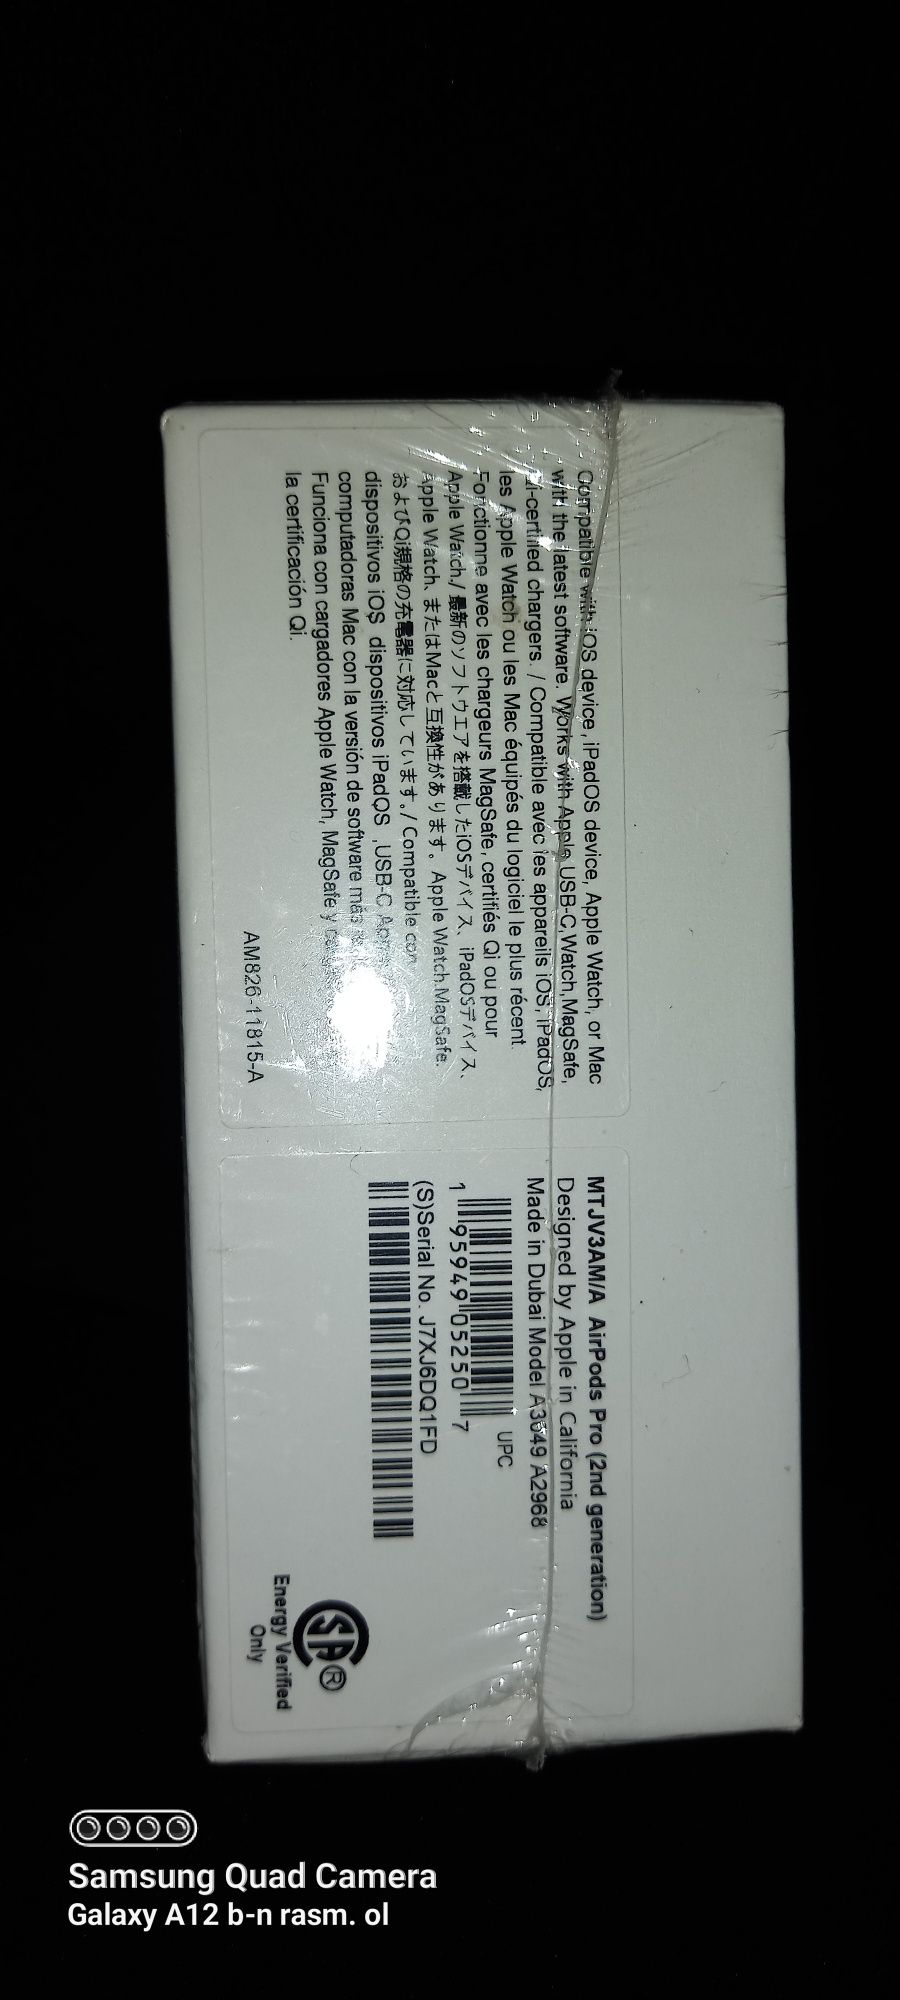 Compatible with iOS device, iPadOS device, Apple Watch, or Mac
with the latest software. Works with Apple USB-C,Watch,MagSafe,
Qi-certified chargers. / Compatible avec les appareils iOS, iPadOS,
les Apple Watch ou les Mac équipés du logiciel le plus récent.
Fonctionne avec les chargeurs MagSafe, certifiés Qi ou pour
Apple Watch./ 最新のソフトウエアを搭載したiOSデバイス、iPadOSデバイス、
Apple Watch、またはMacと互換性があります。Apple Watch.MagSafe.
およびQi規格の充電器に対応しています。/ Compatible con
dispositivos iOS dispositivos iPadOS ,USB-C
computadoras Mac con la versión de software más
Funciona con cargadores Apple Watch, MagSafe y
la certificación Qi.
AM826-11815-A
MTJV3AM/A AirPods Pro (2nd generation)
Designed by Apple in California
Made in Dubai Model A3049 A2968
UPC
1 95949 05250 7
(S)Serial No. J7XJ6DQ1FD
SA®
Energy Verified
Only
Samsung Quad Camera
Galaxy A12 b-n rasm. ol